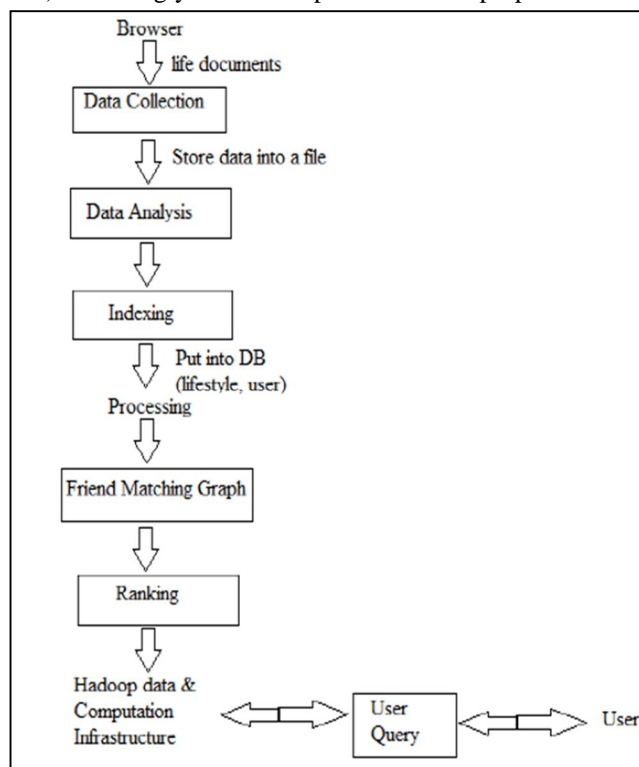 Browser
life documents
Data Collection
Store data into a file
Data Analysis
Indexing
Put into DB
(lifestyle, user)
Processing
Friend Matching Graph
Ranking
Hadoop data &
Computation
Infrastructure
User
Query
User